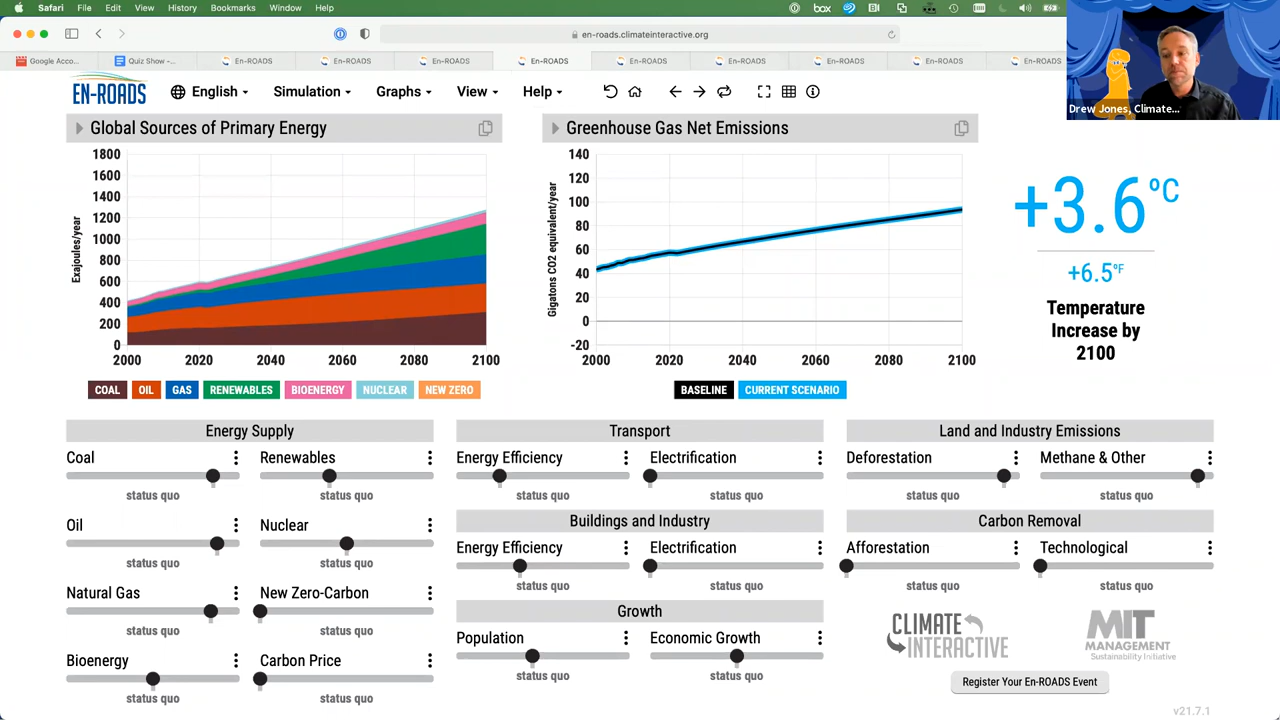 Safari File Edit View History Bookmarks Window Help
box
en-roads.climateinteractive.org
Google Acco... Quiz Show -... En-ROADS En-ROADS En-ROADS En-ROADS En-ROADS En-ROADS En-ROADS En-ROADS En-ROADS
Drew Jones, Climate...
EN-ROADS
English Simulation Graphs View Help
Global Sources of Primary Energy
Exajoules/year
1800
1600
1400
1200
1000
800
600
400
200
0
2000 2020 2040 2060 2080 2100
COAL OIL GAS RENEWABLES BIOENERGY NUCLEAR NEW ZERO
Greenhouse Gas Net Emissions
Gigatons CO2 equivalent/year
140
120
100
80
60
40
20
0
-20
2000 2020 2040 2060 2080 2100
BASELINE CURRENT SCENARIO
+3.6 ºC
+6.5ºF
Temperature
Increase by
2100
Energy Supply
Coal Renewables
status quo status quo
Oil Nuclear
status quo status quo
Natural Gas New Zero-Carbon
status quo status quo
Bioenergy Carbon Price
status quo status quo
Transport
Energy Efficiency Electrification
status quo status quo
Buildings and Industry
Energy Efficiency Electrification
status quo status quo
Growth
Population Economic Growth
status quo status quo
Land and Industry Emissions
Deforestation Methane & Other
status quo status quo
Carbon Removal
Afforestation Technological
status quo status quo
CLIMATE
INTERACTIVE
MIT
MANAGEMENT
Sustainability Initiative
Register Your En-ROADS Event
v21.7.1